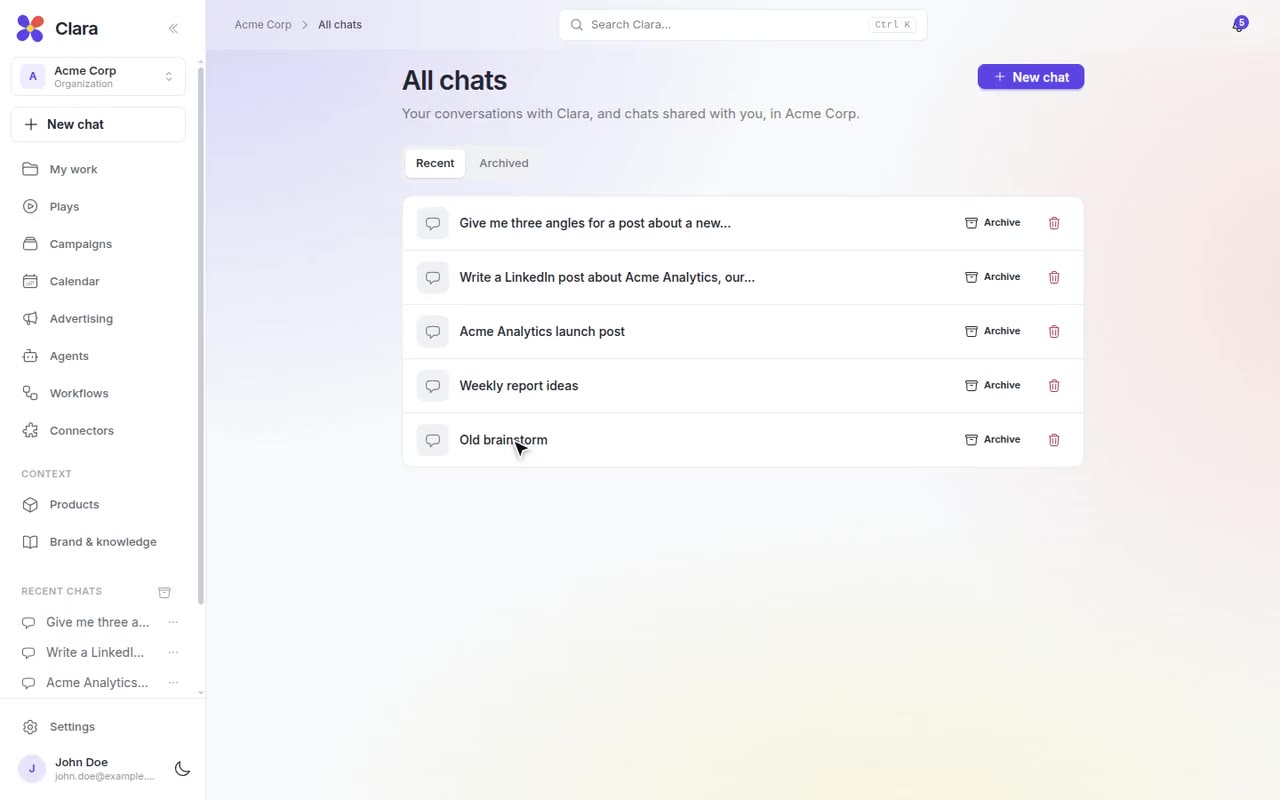 Clara
Acme Corp
All chats
Search Clara...
Ctrl K
5
A
Acme Corp
Organization
New chat
My work
Plays
Campaigns
Calendar
Advertising
Agents
Workflows
Connectors
CONTEXT
Products
Brand & knowledge
RECENT CHATS
Give me three a...
Write a LinkedI...
Acme Analytics...
Settings
J
John Doe
john.doe@example....
All chats
New chat
Your conversations with Clara, and chats shared with you, in Acme Corp.
Recent
Archived
Give me three angles for a post about a new...
Archive
Write a LinkedIn post about Acme Analytics, our...
Archive
Acme Analytics launch post
Archive
Weekly report ideas
Archive
Old brainstorm
Archive